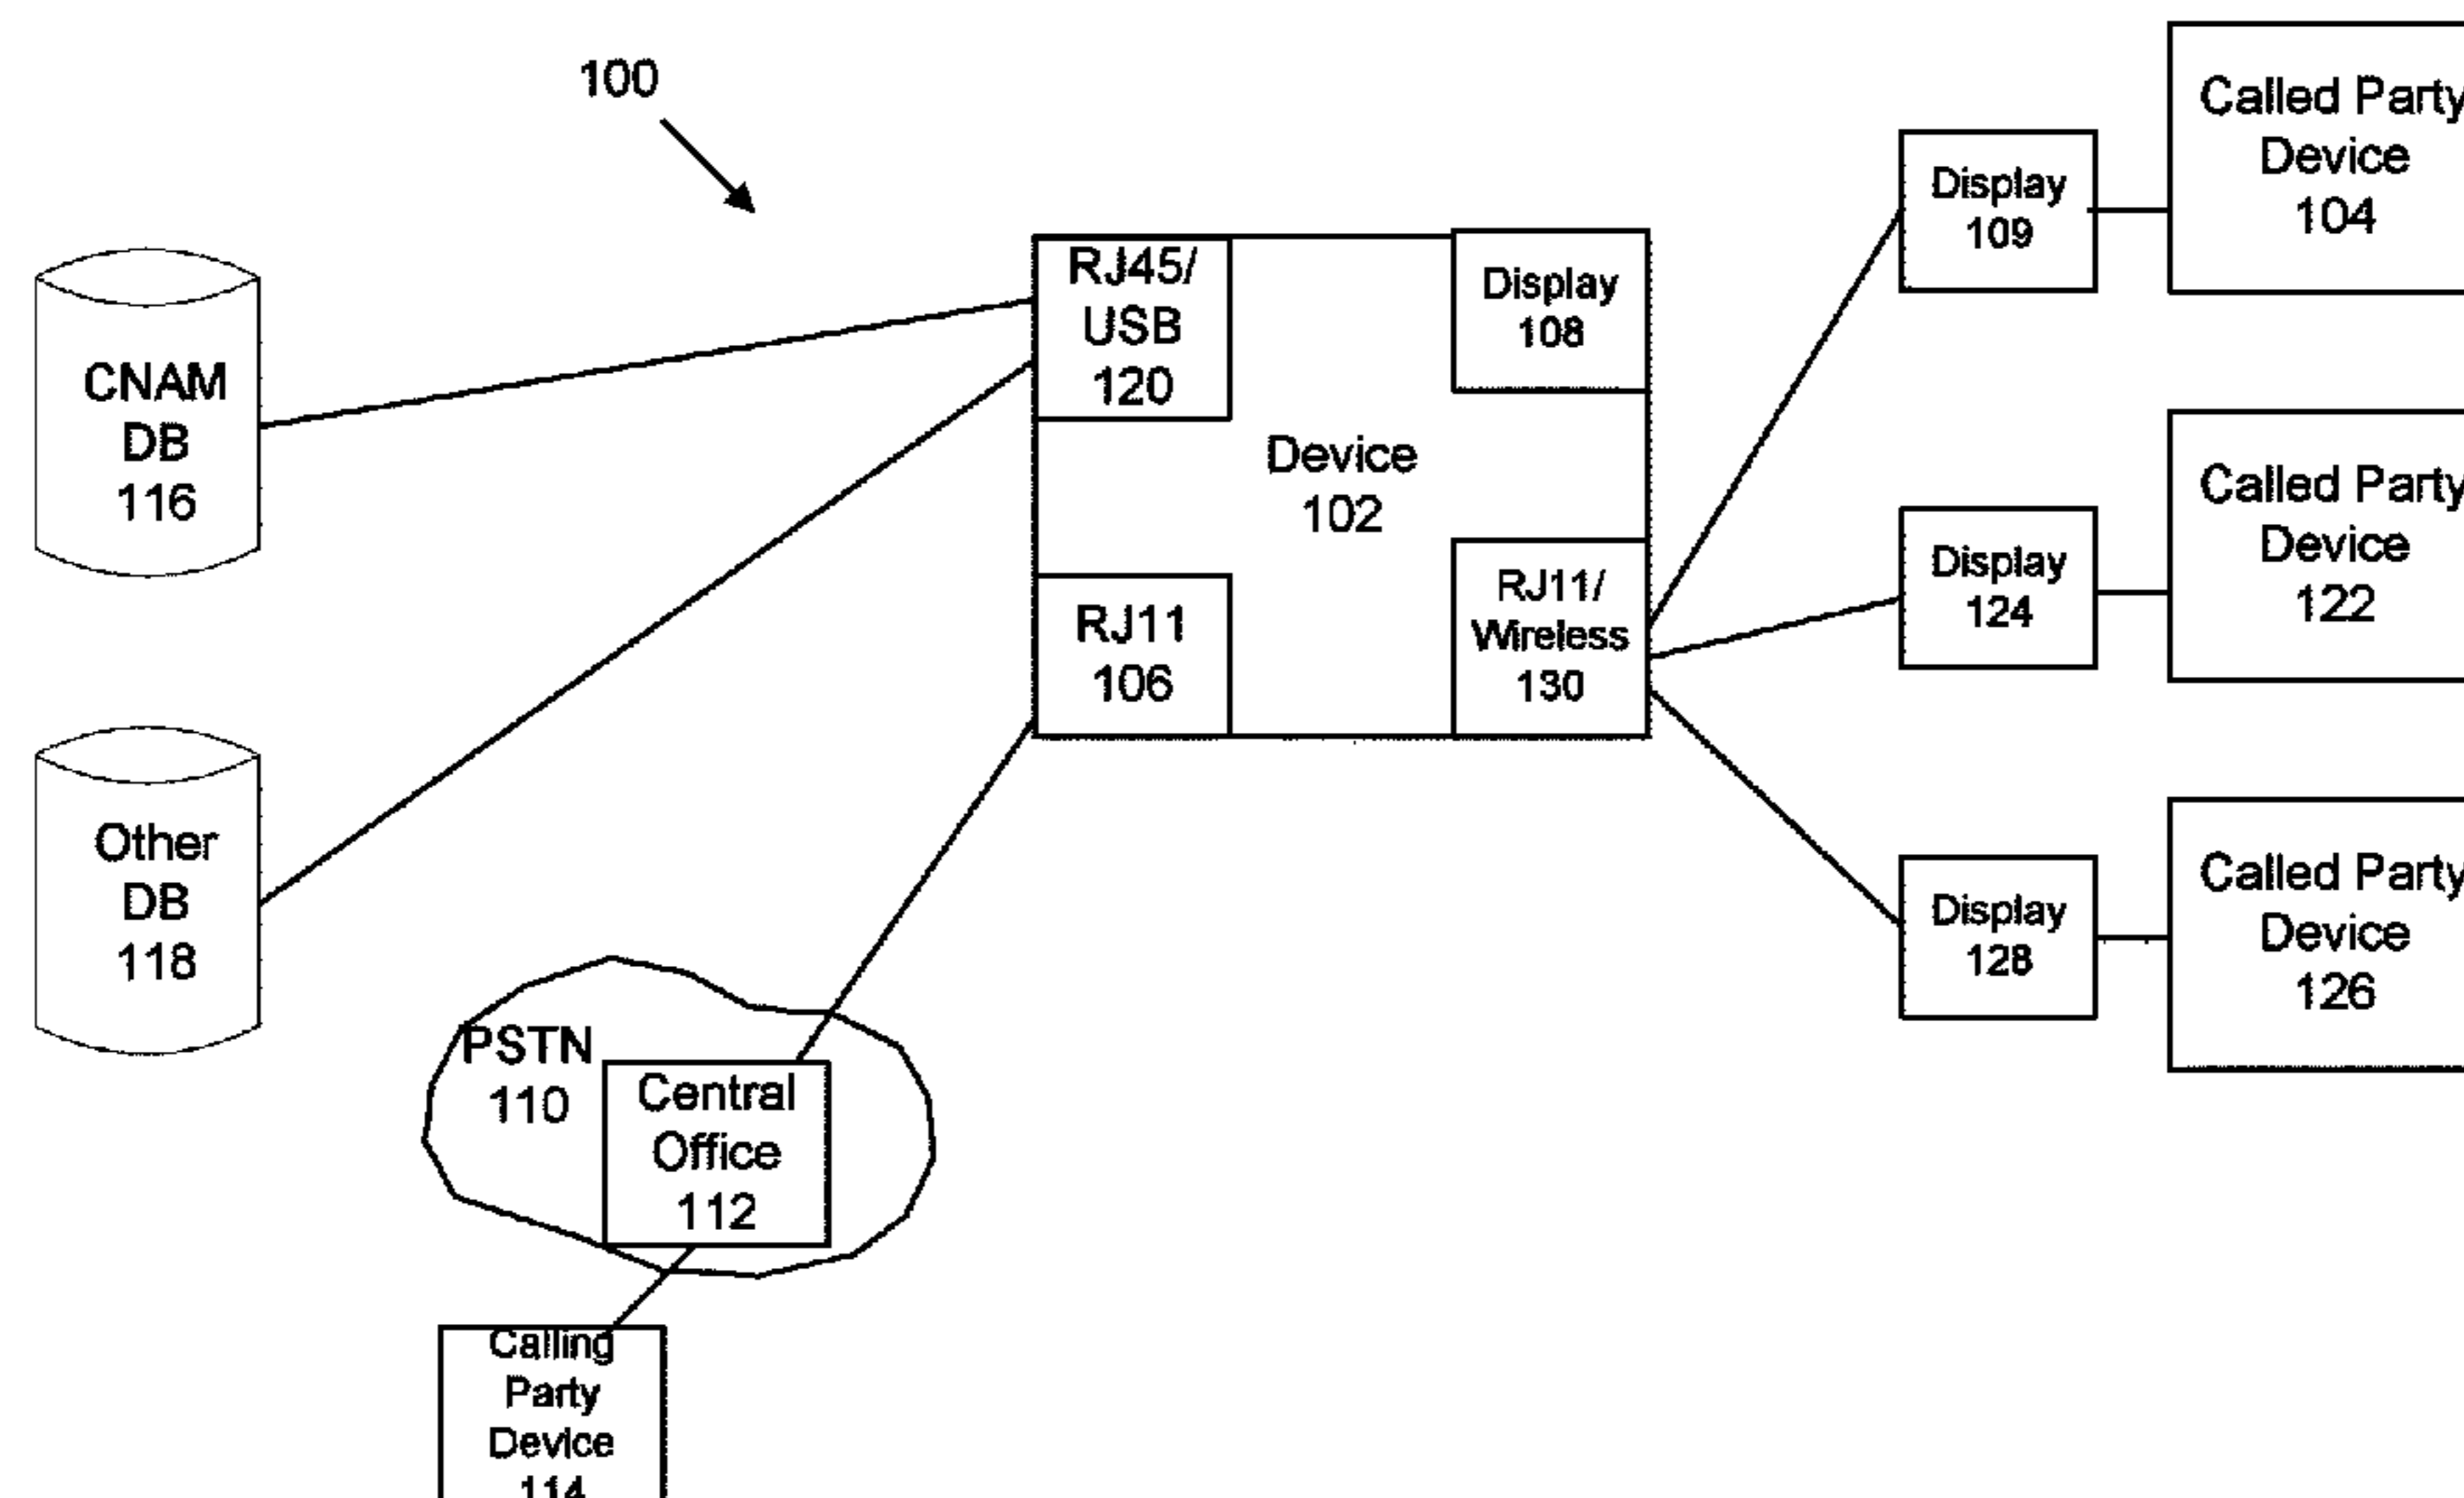 100
CNAM
DB
116
Other
DB
118
RJ45/
USB
120
Display
108
Device
102
RJ11
106
RJ11/
Wireless
130
Display
109
Called Party
Device
104
Display
124
Called Party
Device
122
Display
128
Called Party
Device
126
PSTN
110
Central
Office
112
Calling
Party
Device
114